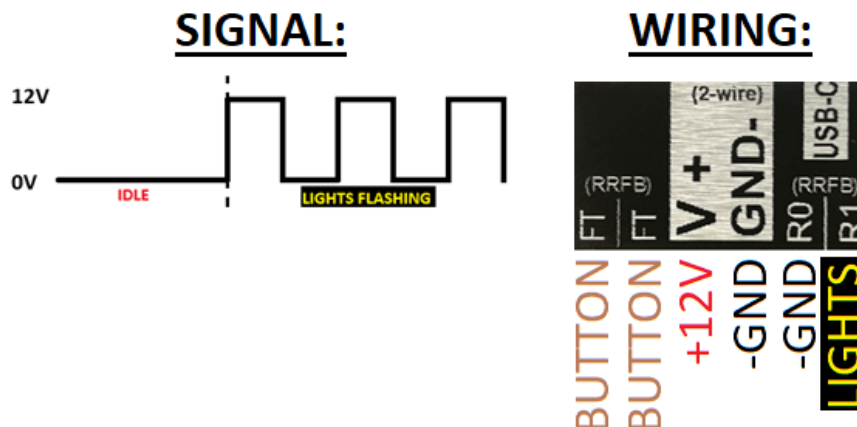 SIGNAL:
12V
0V
IDLE
LIGHTS FLASHING
WIRING:
(2-wire)
USB-C
(RRFB)
(RRFB)
FT
FT
V +
GND-
R0
R1
BUTTON
BUTTON
+12V
-GND
-GND
LIGHTS